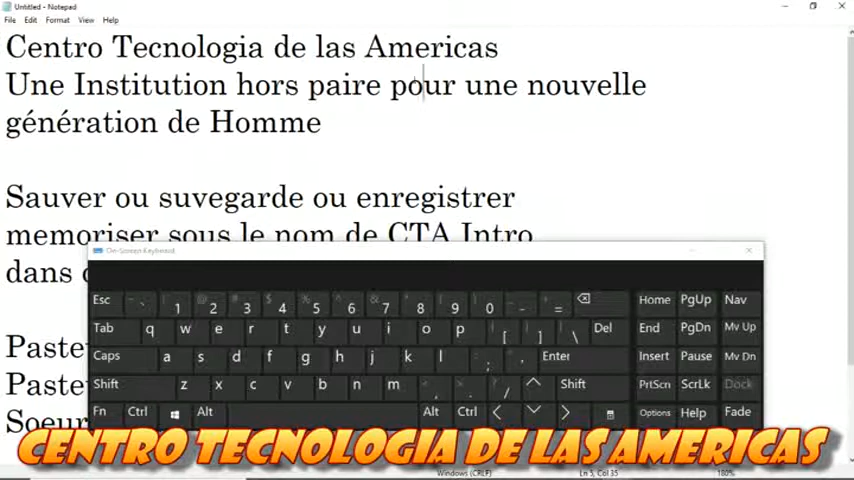 Untitled - Notepad
File Edit Format View Help
Centro Tecnologia de las Americas
Une Institution hors paire pour une nouvelle
génération de Homme
Sauver ou suvegarde ou enregistrer
memoriser sous le nom de CTA Intro
dans
On-Screen Keyboard
Esc ~ ` ! 1 @ 2 # 3 $ 4 % 5 ^ 6 & 7 * 8 ( 9 ) 0 _ - + = Home PgUp Nav
Tab q w e r t y u i o p { [ } ] | \ Del End PgDn Mv Up
Caps a s d f g h j k l : ; " ' Enter Insert Pause Mv Dn
Shift z x c v b n m < , > . ? / Shift PrtScn ScrLk Dock
Fn Ctrl Alt Alt Ctrl Options Help Fade
Paste
Paste
Soeur
CENTRO TECNOLOGIA DE LAS AMERICAS
Windows (CRLF) Ln 5, Col 35 180%